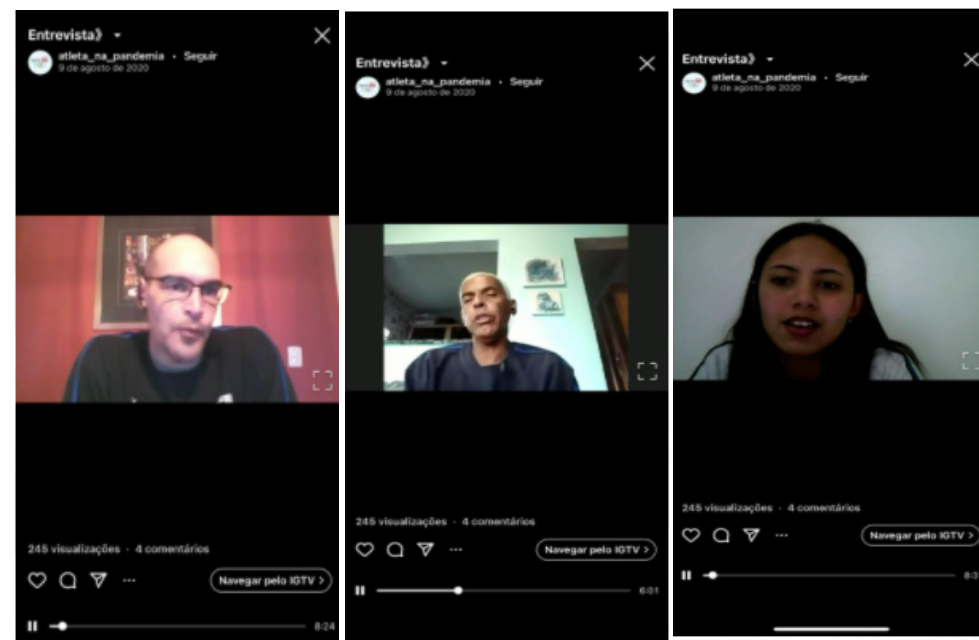 Entrevista》
atleta_na_pandemia • Seguir
9 de agosto de 2020
245 visualizações · 4 comentários
Navegar pelo IGTV >
8:24
Entrevista》
atleta_na_pandemia • Seguir
9 de agosto de 2020
245 visualizações · 4 comentários
Navegar pelo IGTV >
6:01
Entrevista》
atleta_na_pandemia • Seguir
9 de agosto de 2020
245 visualizações · 4 comentários
Navegar pelo IGTV >